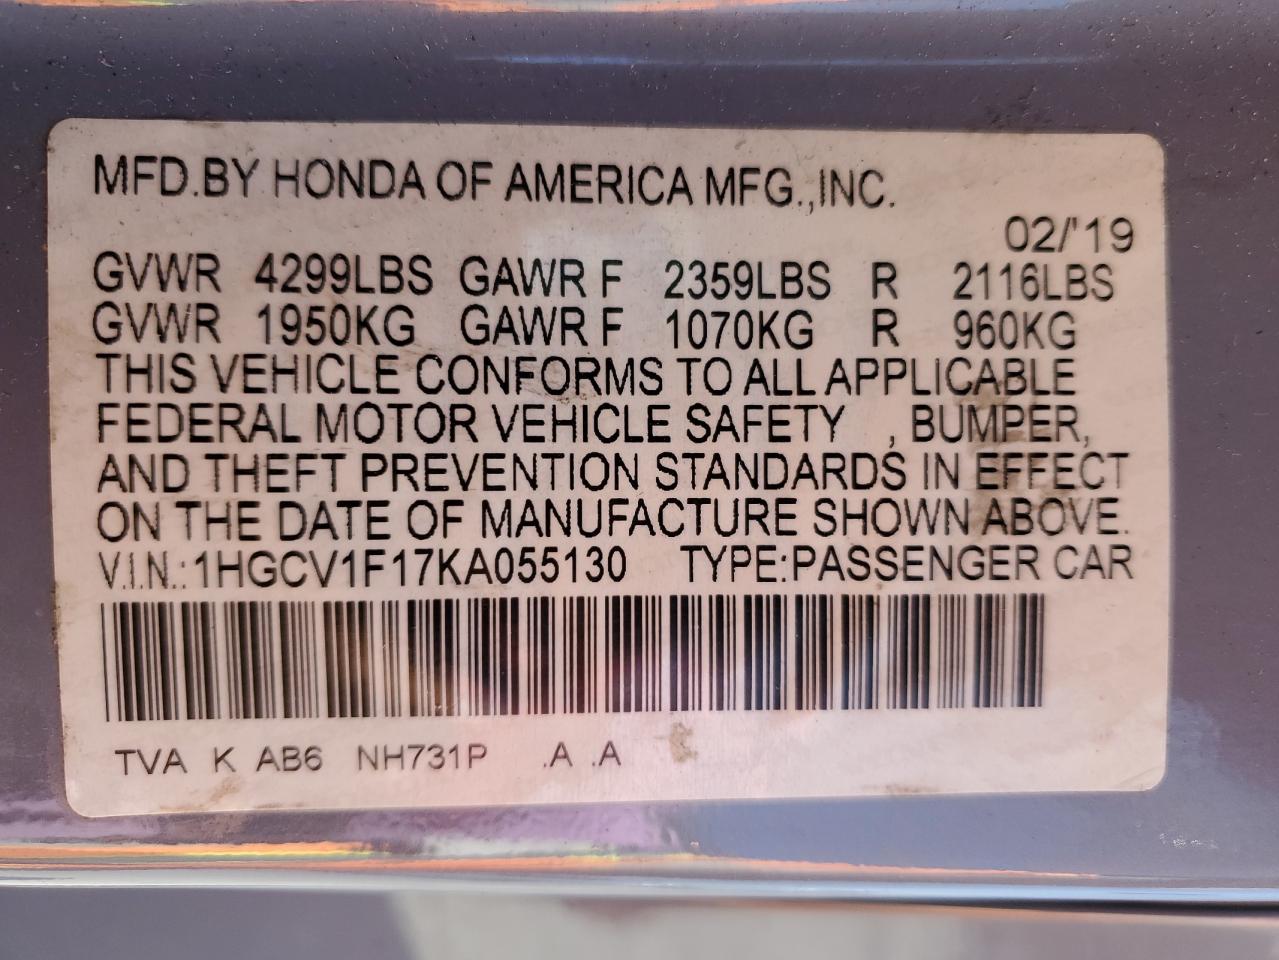 MFD.BY HONDA OF AMERICA MFG.,INC.
02/'19
GVWR 4299LBS GAWR F 2359LBS R 2116LBS
GVWR 1950KG GAWR F 1070KG R 960KG
THIS VEHICLE CONFORMS TO ALL APPLICABLE
FEDERAL MOTOR VEHICLE SAFETY , BUMPER,
AND THEFT PREVENTION STANDARDS IN EFFECT
ON THE DATE OF MANUFACTURE SHOWN ABOVE.
V.I.N.:1HGCV1F17KA055130 TYPE:PASSENGER CAR
TVA K AB6 NH731P .A .A